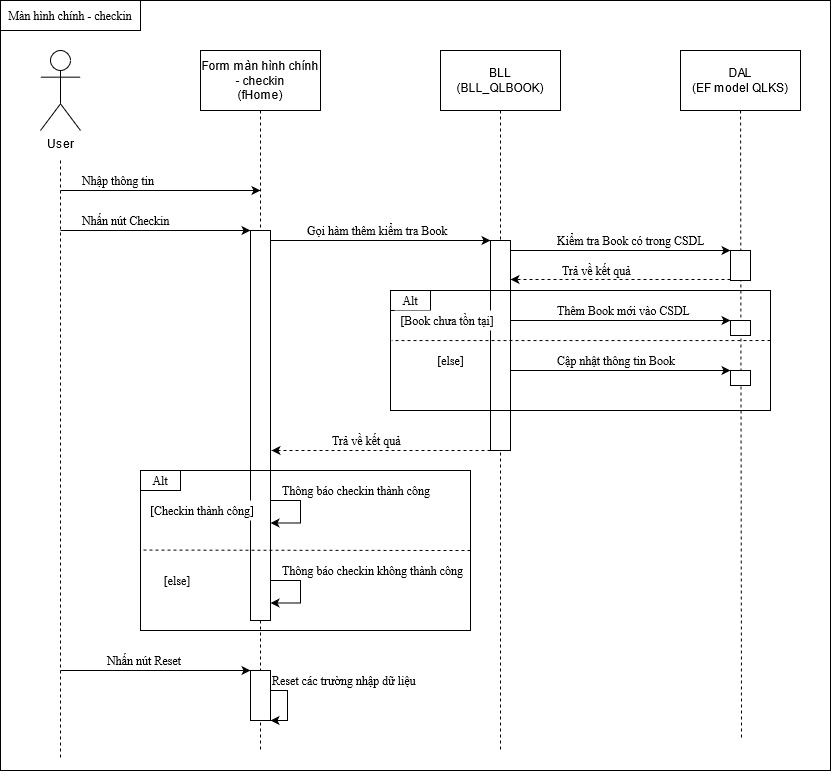 Màn hình chính - checkin
Form màn hình chính
- checkin
(fHome)
BLL
(BLL_QLBOOK)
DAL
(EF model QLKS)
User
Nhập thông tin
Nhấn nút Checkin
Gọi hàm thêm kiểm tra Book
Kiểm tra Book có trong CSDL
Trả về kết quả
Alt
[Book chưa tồn tại]
Thêm Book mới vào CSDL
[else]
Cập nhật thông tin Book
Trả về kết quả
Alt
Thông báo checkin thành công
[Checkin thành công]
Thông báo checkin không thành công
[else]
Nhấn nút Reset
Reset các trường nhập dữ liệu